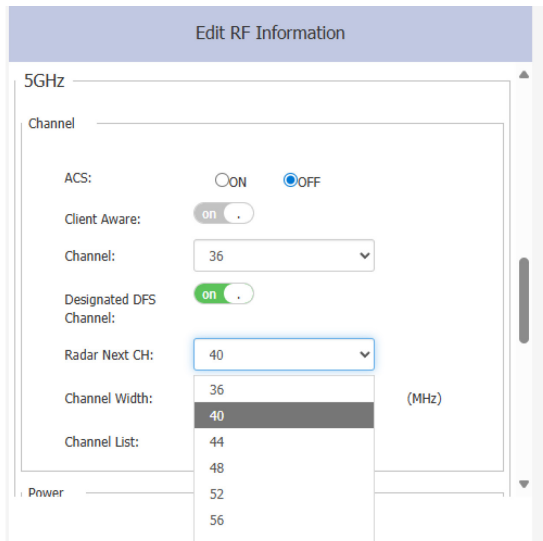 Edit RF Information
5GHz
Channel
ACS: ON OFF
Client Aware: on
Channel: 36
Designated DFS on
Channel:
Radar Next CH: 40
36
Channel Width: (MHz)
40
Channel List: 44
48
52
Power
56